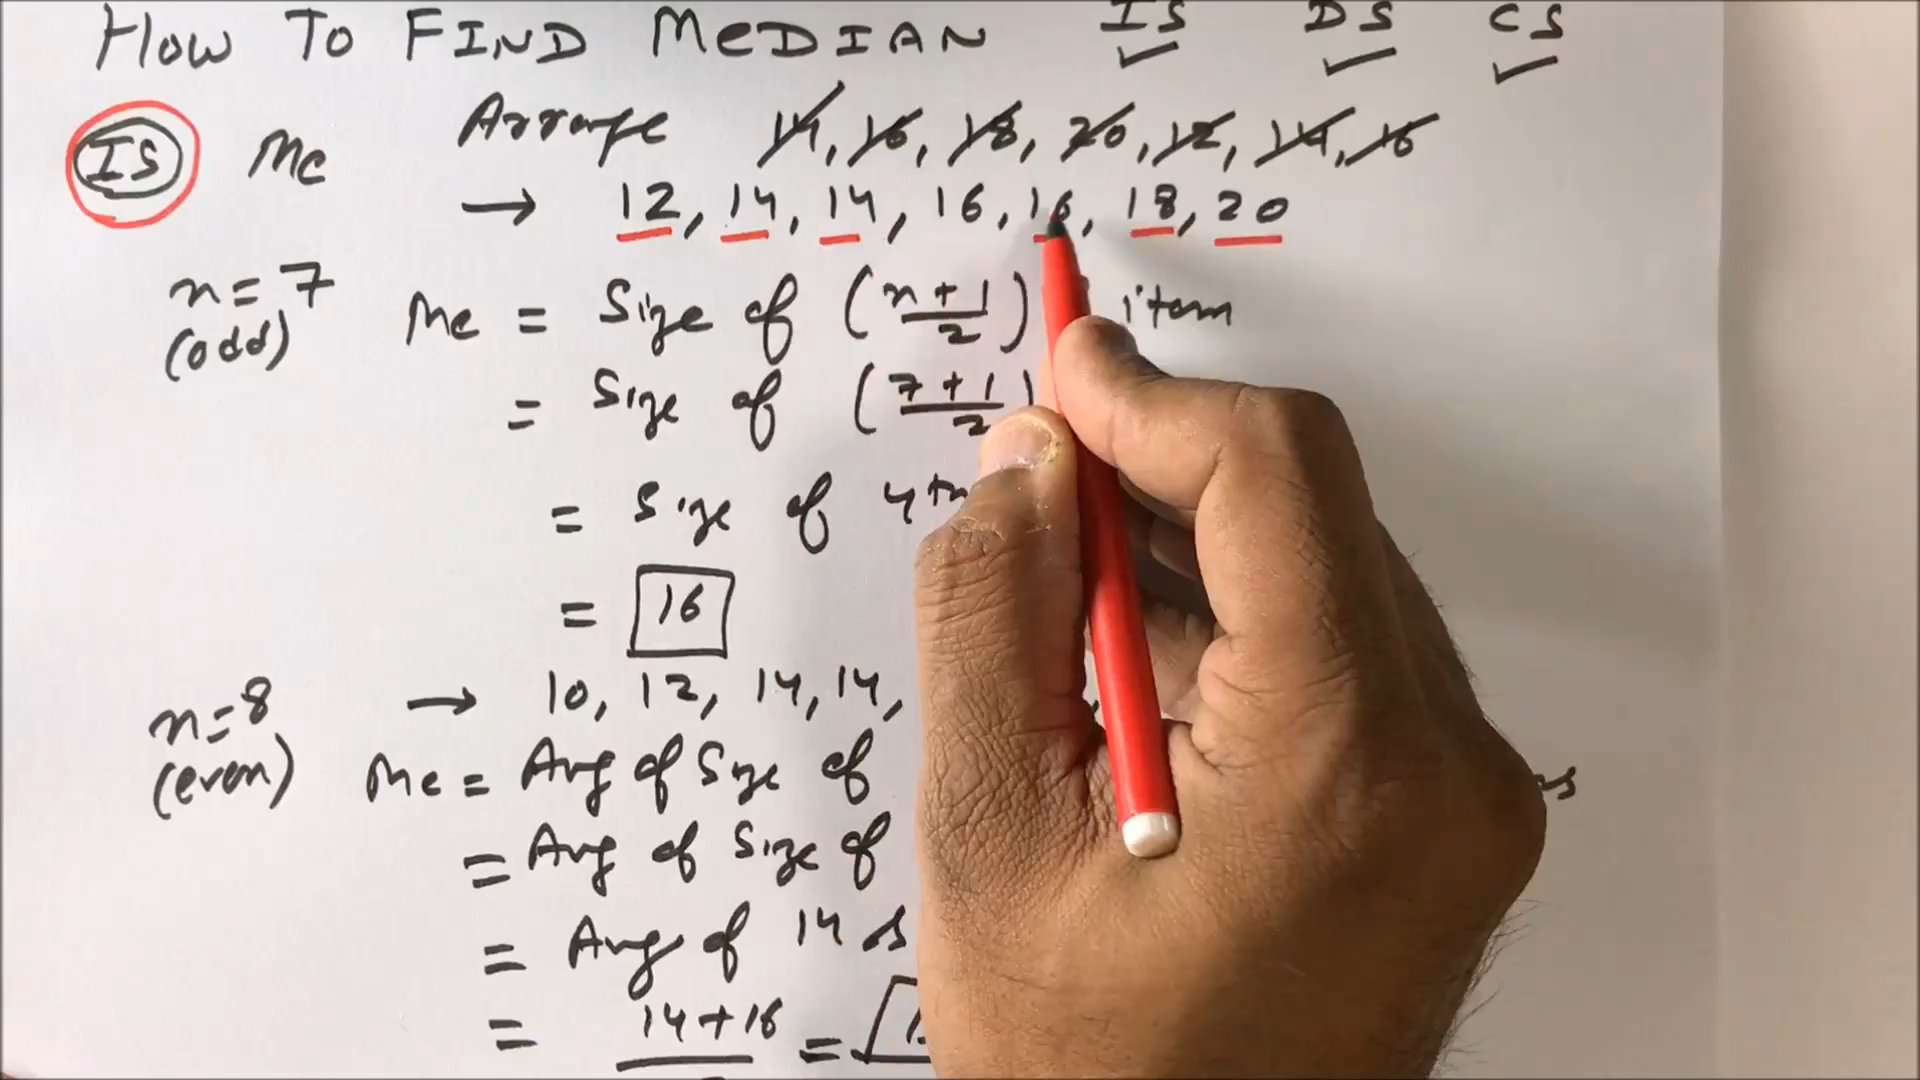 How To FIND MeDIAN IS DS CS
IS Me Arrange 14, 16, 18, 20, 12, 14, 16
→ 12, 14, 14, 16, 16, 18, 20
n=7 Me = Size of (n+1/2) item
(odd)
= Size of (7+1/2)
= Size of 4th
= 16
n=8 → 10, 12, 14, 14,
(even) Me = Avg of Size of
= Avg of Size of
= Avg of 14 &
= 14+16 =